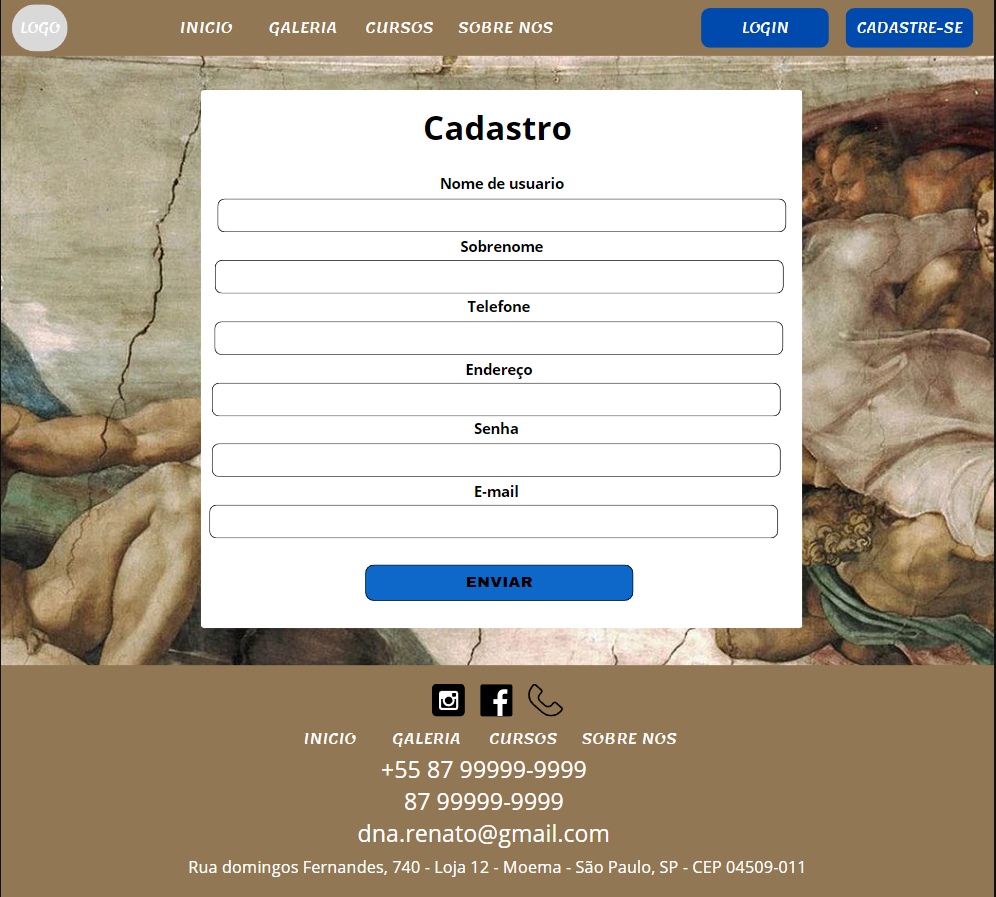 LOGO INICIO GALERIA CURSOS SOBRE NOS LOGIN CADASTRE-SE
Cadastro
Nome de usuario
Sobrenome
Telefone
Endereço
Senha
E-mail
ENVIAR
INICIO GALERIA CURSOS SOBRE NOS
+55 87 99999-9999
87 99999-9999
dna.renato@gmail.com
Rua domingos Fernandes, 740 - Loja 12 - Moema - São Paulo, SP - CEP 04509-011